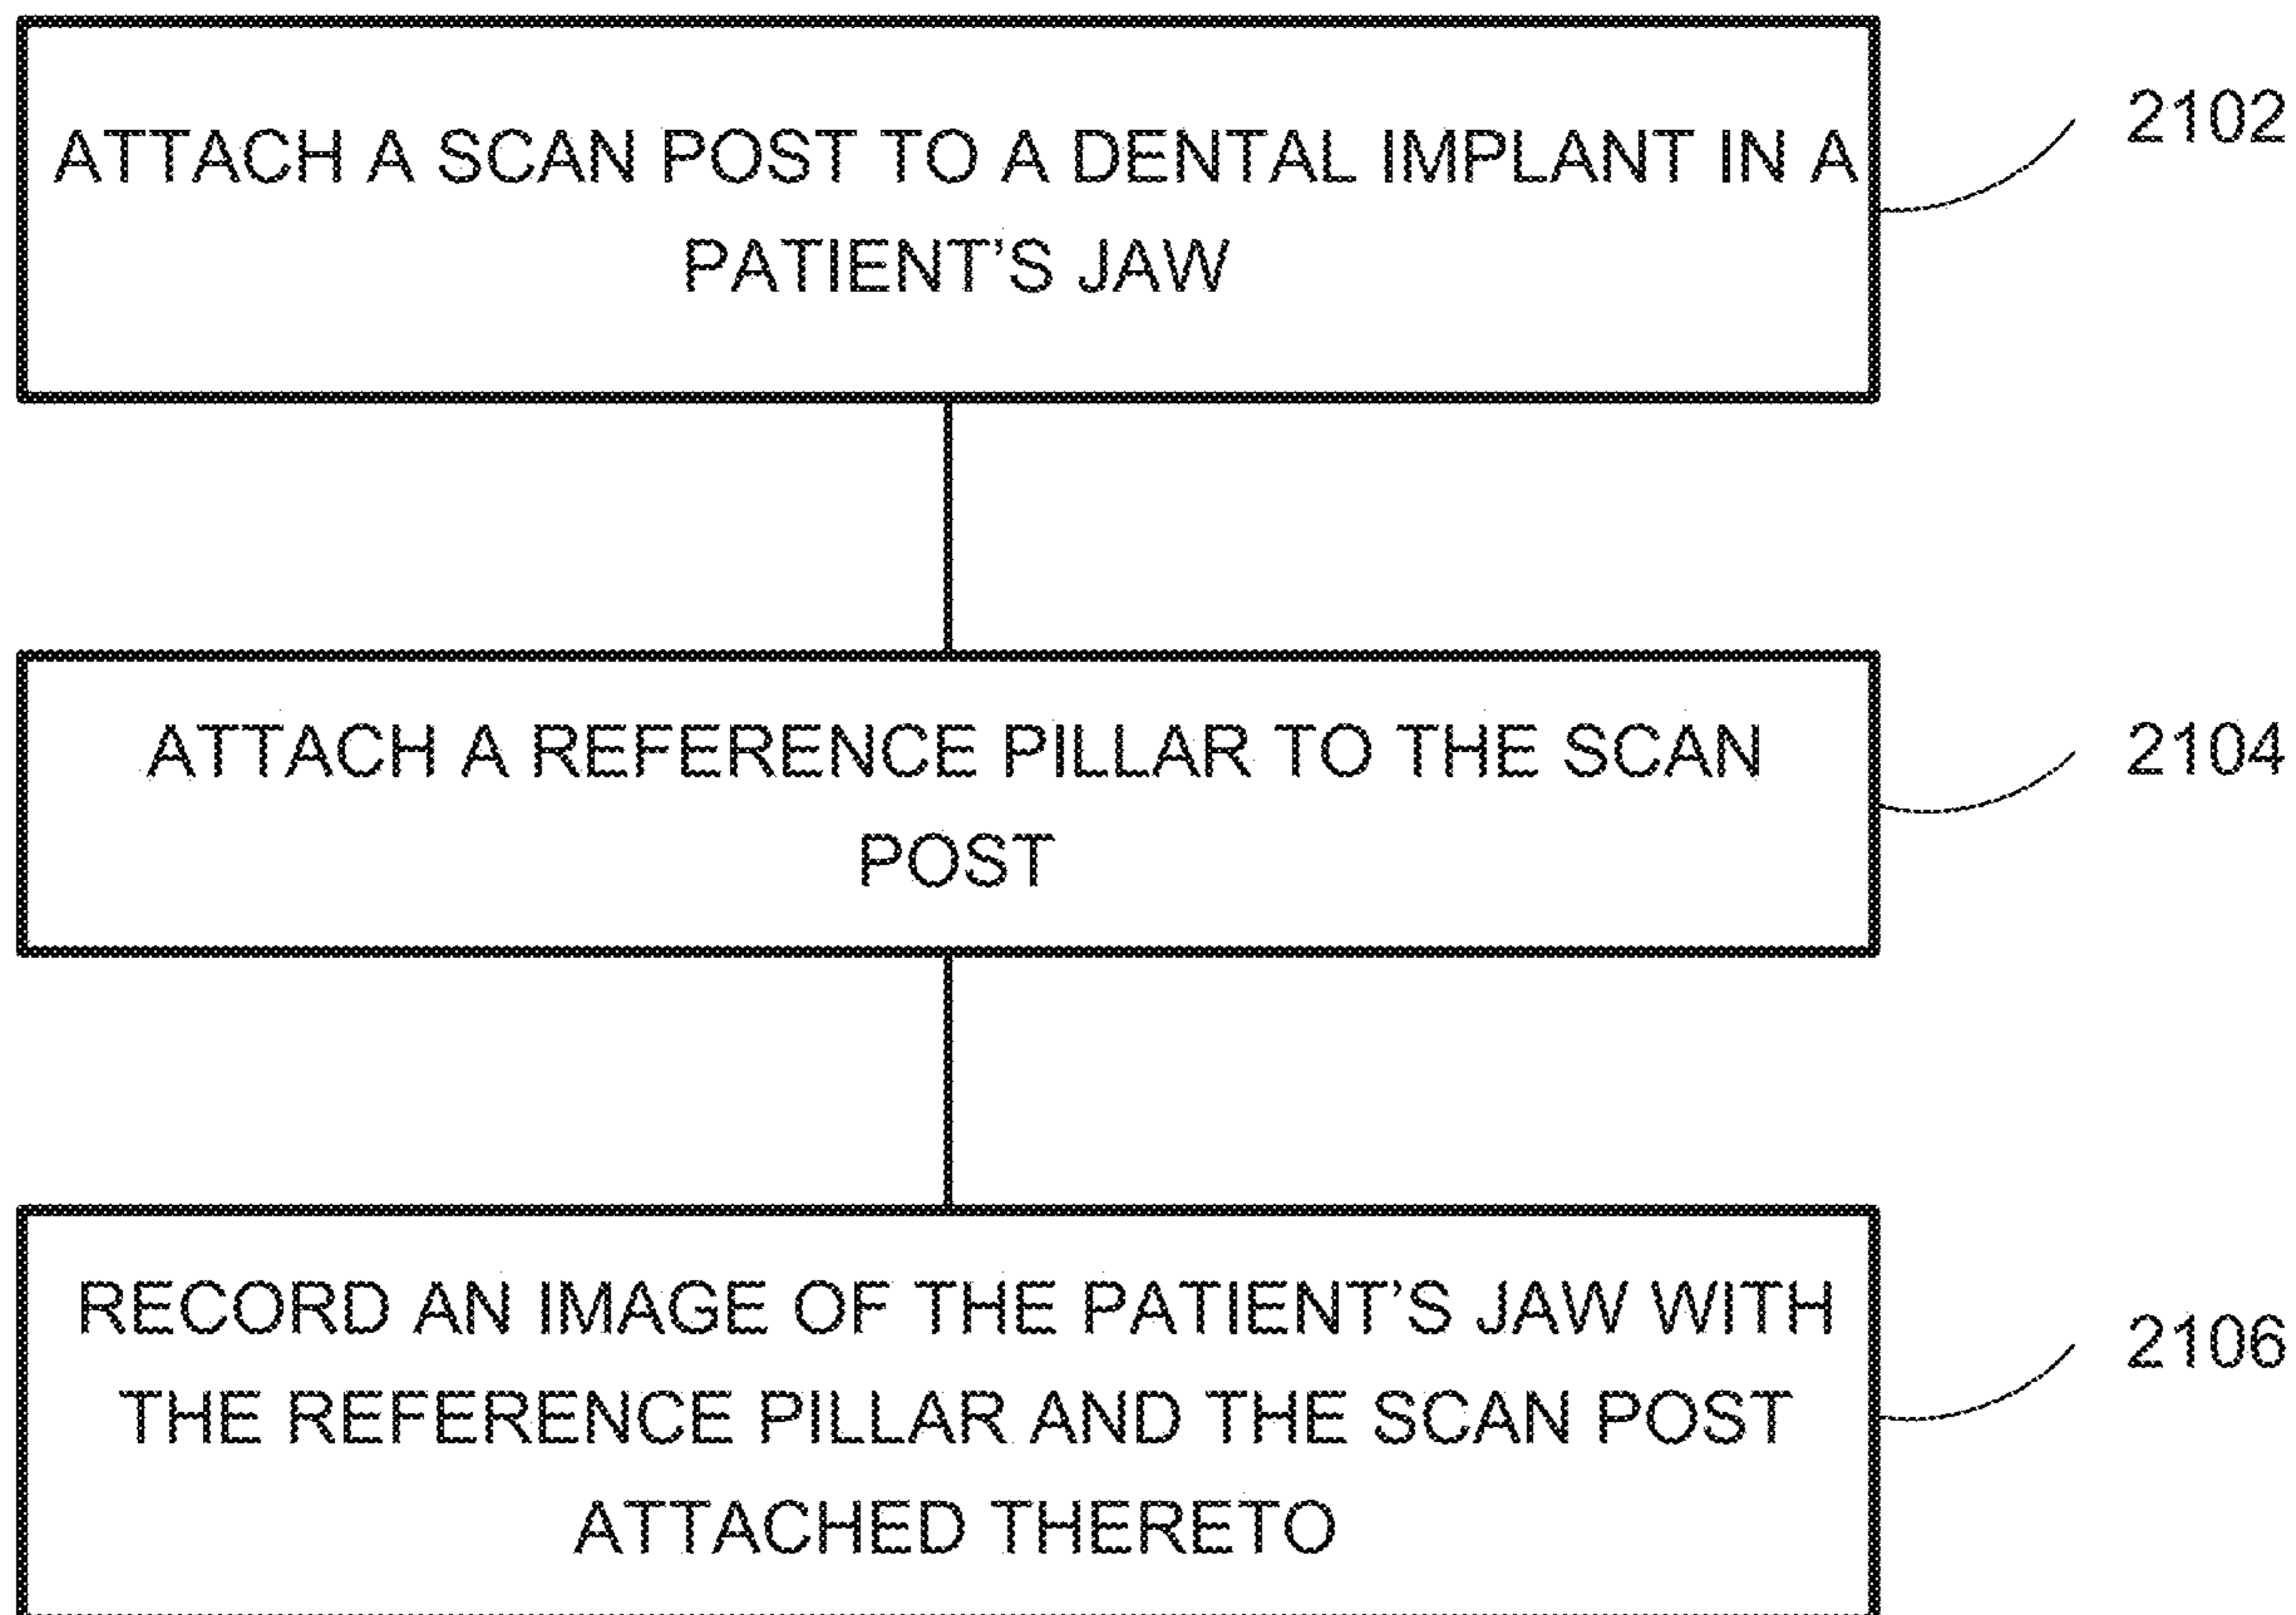 ATTACH A SCAN POST TO A DENTAL IMPLANT IN A
PATIENT’S JAW
2102
ATTACH A REFERENCE PILLAR TO THE SCAN
POST
2104
RECORD AN IMAGE OF THE PATIENT’S JAW WITH
THE REFERENCE PILLAR AND THE SCAN POST
ATTACHED THERETO
2106